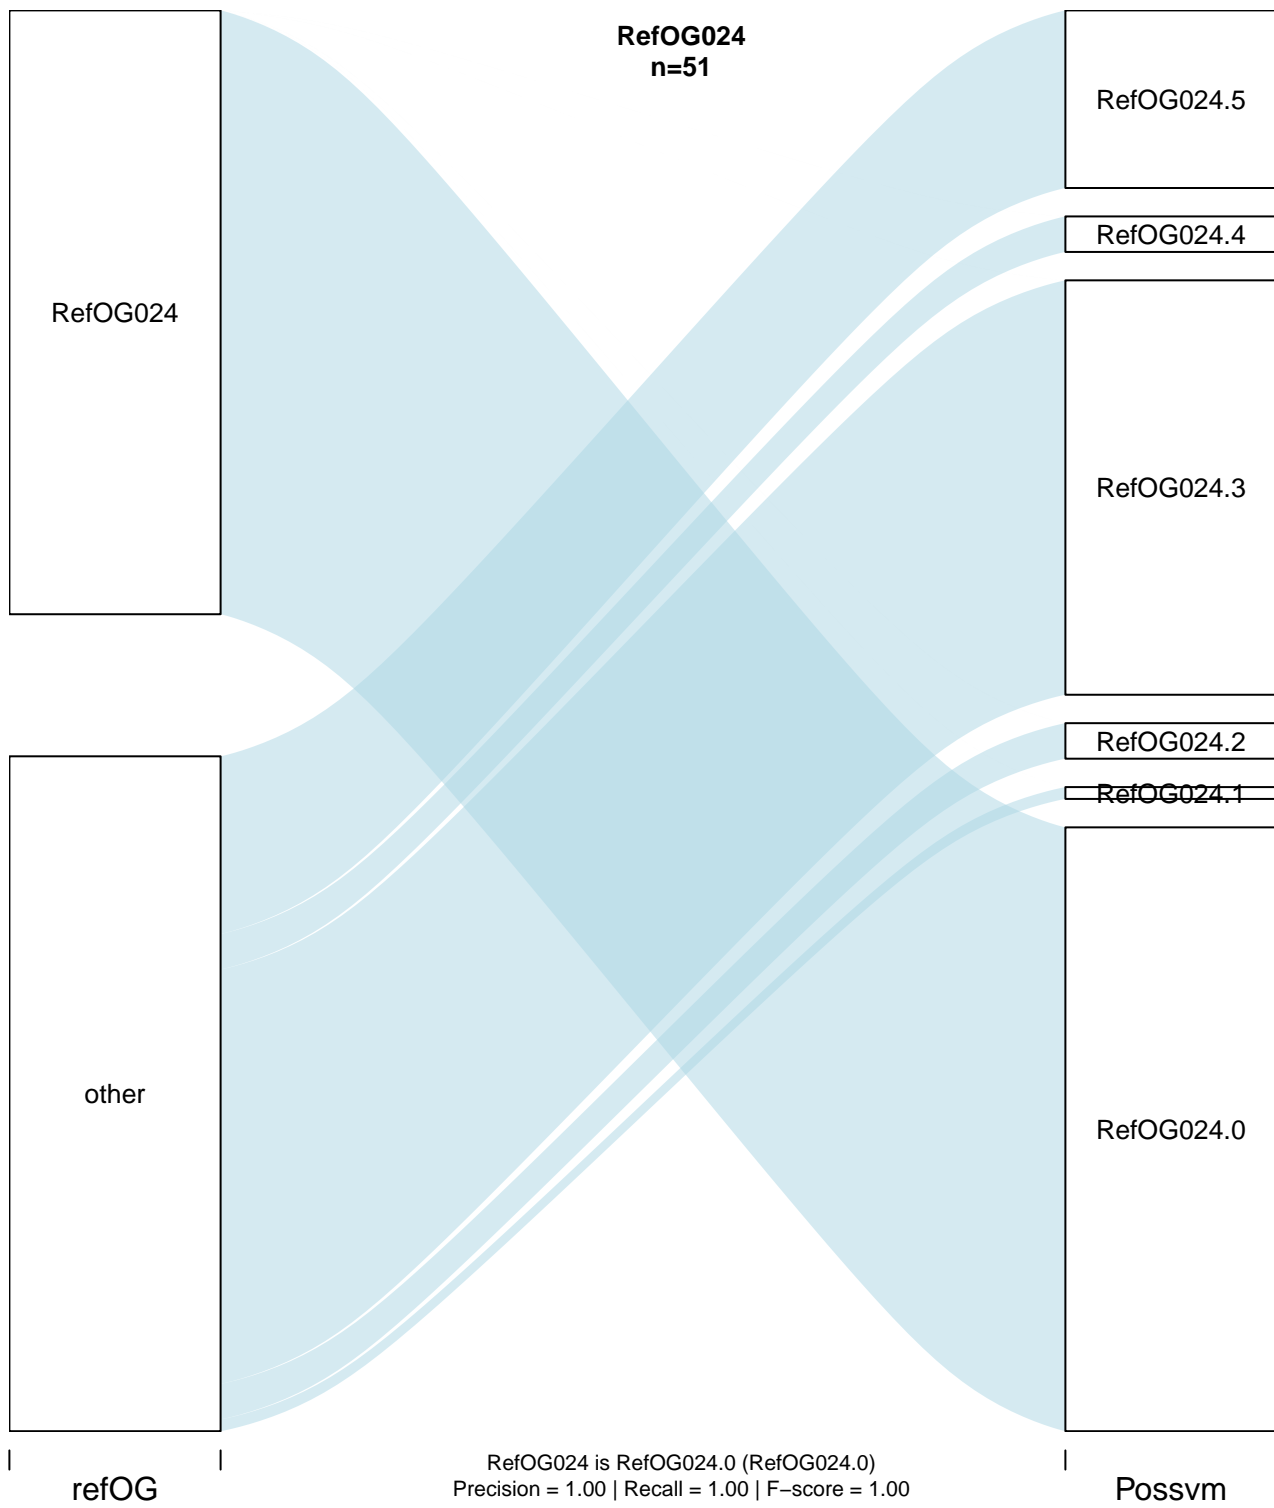 RefOG024
n=51
RefOG024
other
RefOG024.5
RefOG024.4
RefOG024.3
RefOG024.2
RefOG024.1
RefOG024.0
refOG
RefOG024 is RefOG024.0 (RefOG024.0)
Precision = 1.00 | Recall = 1.00 | F−score = 1.00
Possvm